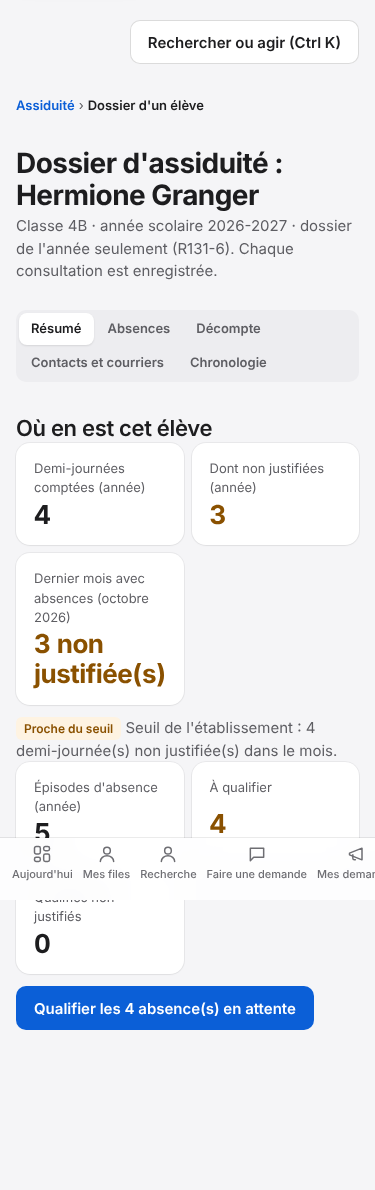 Rechercher ou agir (Ctrl K)
Assiduité › Dossier d'un élève
Dossier d'assiduité :
Hermione Granger
Classe 4B · année scolaire 2026-2027 · dossier
de l'année seulement (R131-6). Chaque
consultation est enregistrée.
Résumé Absences Décompte
Contacts et courriers Chronologie
Où en est cet élève
Demi-journées
comptées (année)
4
Dont non justifiées
(année)
3
Dernier mois avec
absences (octobre
2026)
3 non
justifiée(s)
Proche du seuil Seuil de l'établissement : 4
demi-journée(s) non justifiée(s) dans le mois.
Épisodes d'absence
(année)
5
À qualifier
4
Aujourd'hui Mes files Recherche Faire une demande Mes deman
justifiés
0
Qualifier les 4 absence(s) en attente